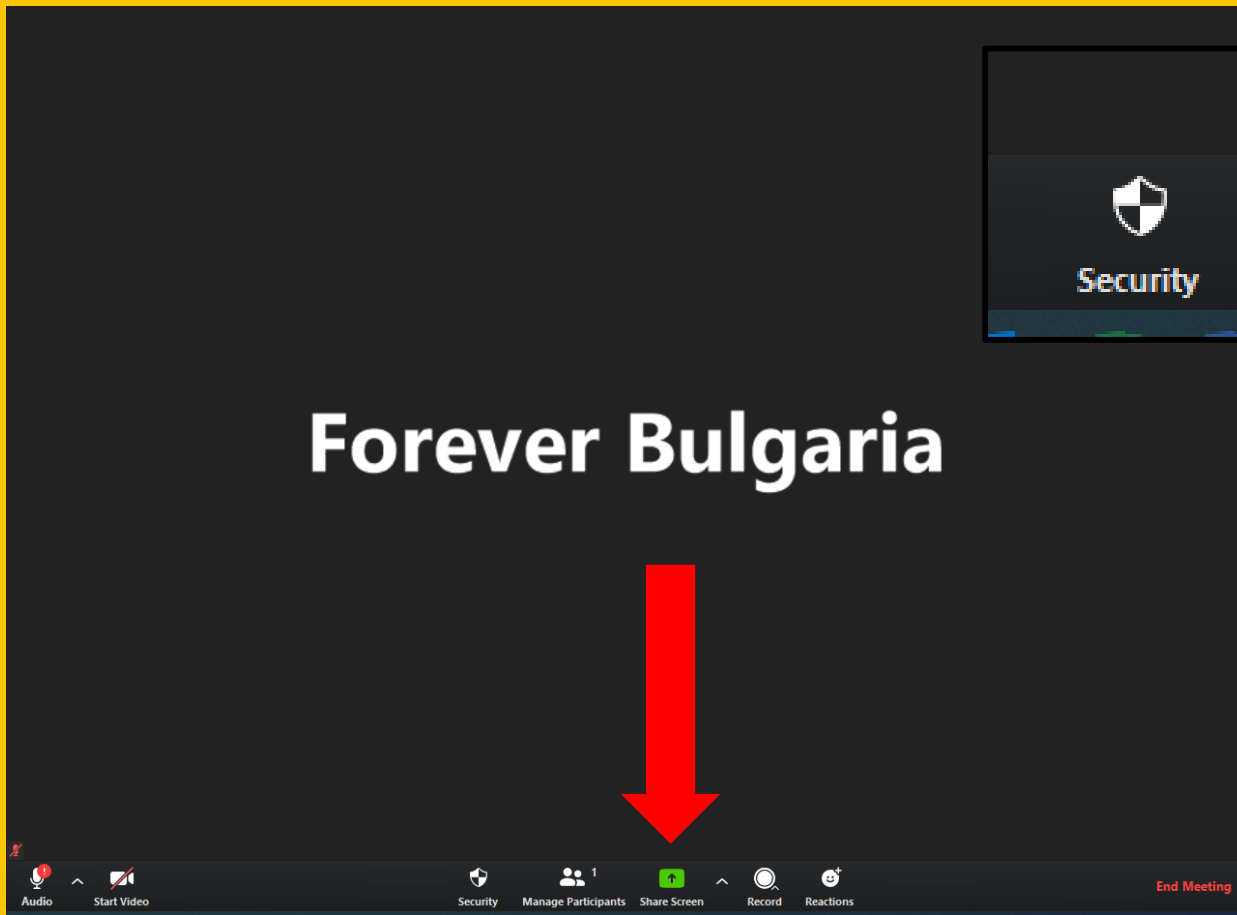 Security
Forever Bulgaria
1
Audio
Start Video
Security
Manage Participants
Share Screen
Record
Reactions
End Meeting